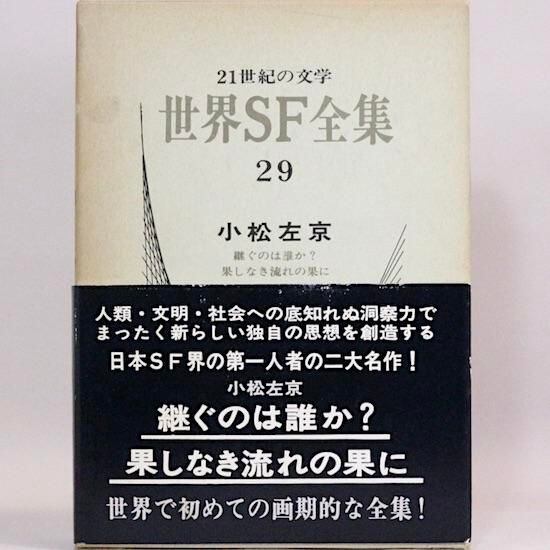 21世紀の文学
世界SF全集
29
小松左京
継ぐのは誰か?
果しなき流れの果に
人類・文明・社会への底知れぬ洞察力で
まったく新らしい独自の思想を創造する
日本SF界の第一人者の二大名作!
小松左京
継ぐのは誰か?
果しなき流れの果に
世界で初めての画期的な全集!